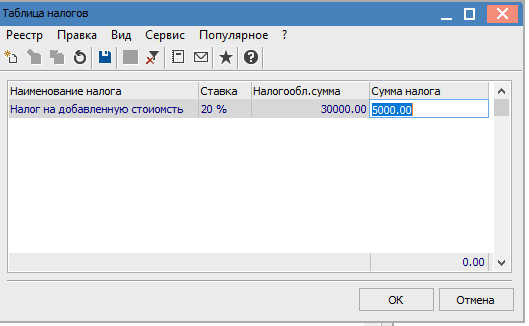 Таблица налогов
Реестр Правка Вид Сервис Популярное ?
Наименование налога Ставка Налогообл.сумма Сумма налога
Налог на добавленную стоиомсть 20 % 30000.00 5000.00
0.00
ОК Отмена